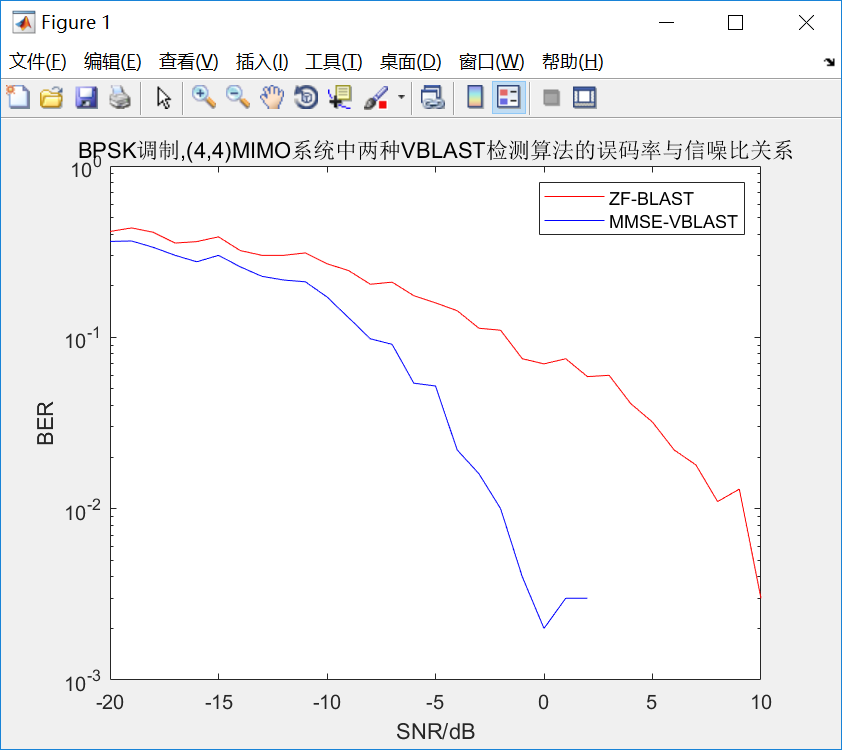 Figure 1
文件(F) 编辑(E) 查看(V) 插入(I) 工具(T) 桌面(D) 窗口(W) 帮助(H)
BPSK调制,(4,4)MIMO系统中两种VBLAST检测算法的误码率与信噪比关系
10^0
ZF-BLAST
MMSE-VBLAST
10^-1
BER
10^-2
10^-3
-20 -15 -10 -5 0 5 10
SNR/dB